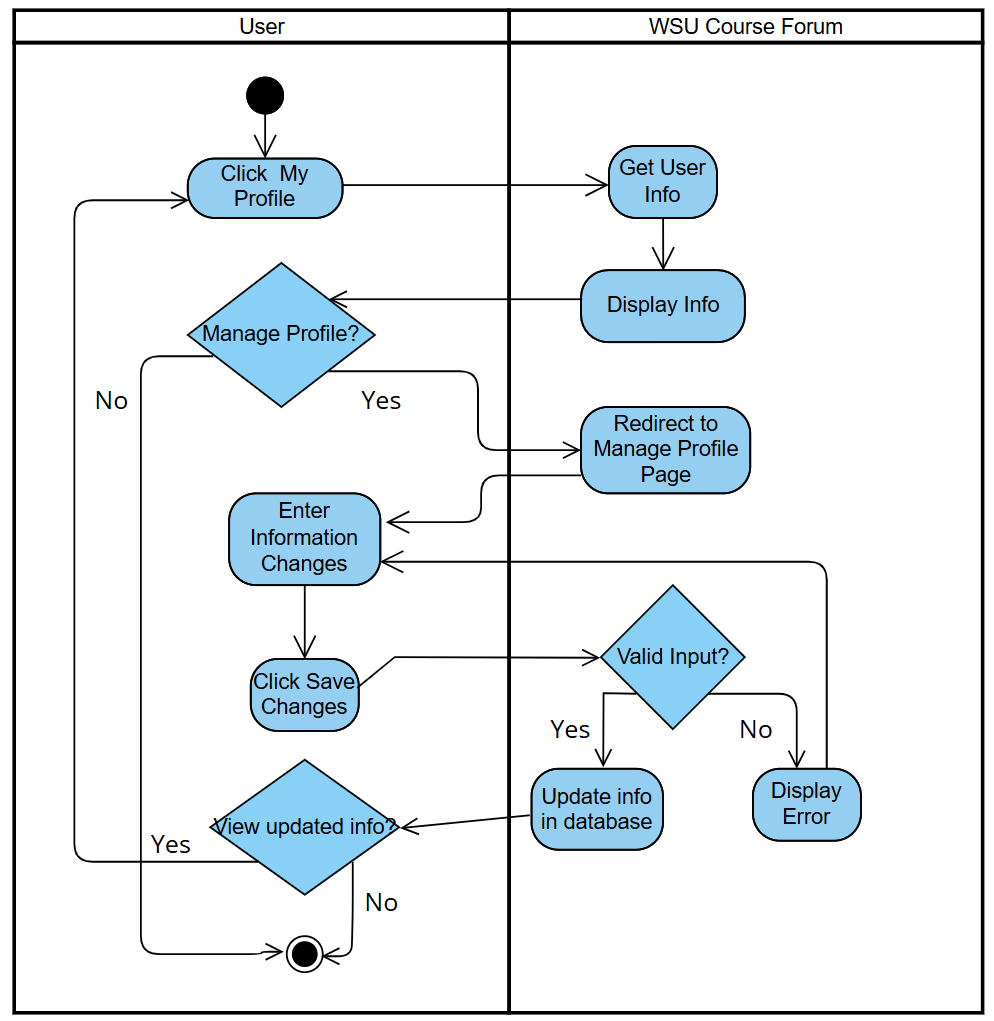 User
WSU Course Forum
Click  My
Profile
Get User
Info
Display Info
Manage Profile?
No
Yes
Redirect to
Manage Profile
Page
Enter
Information
Changes
Valid Input?
Click Save
Changes
Yes
No
Display
Error
Update info
in database
View updated info?
Yes
No